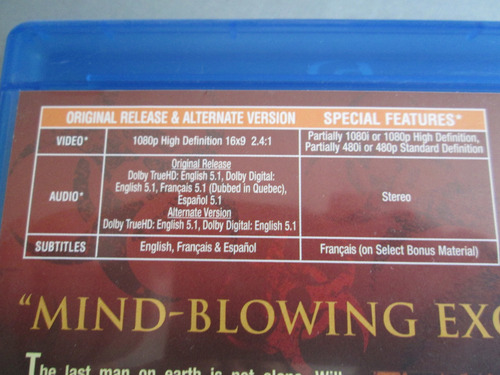 ORIGINAL RELEASE & ALTERNATE VERSION SPECIAL FEATURES*
VIDEO* 1080p High Definition 16x9 2.4:1 Partially 1080i or 1080p High Definition,
Partially 480i or 480p Standard Definition
AUDIO*
Original Release
Dolby TrueHD: English 5.1, Dolby Digital:
English 5.1, Français 5.1 (Dubbed in Quebec),
Español 5.1
Alternate Version
Dolby TrueHD: English 5.1, Dolby Digital: English 5.1
Stereo
SUBTITLES English, Français & Español Français (on Select Bonus Material)
"MIND-BLOWING EXC
The last man on earth is not alone. Will